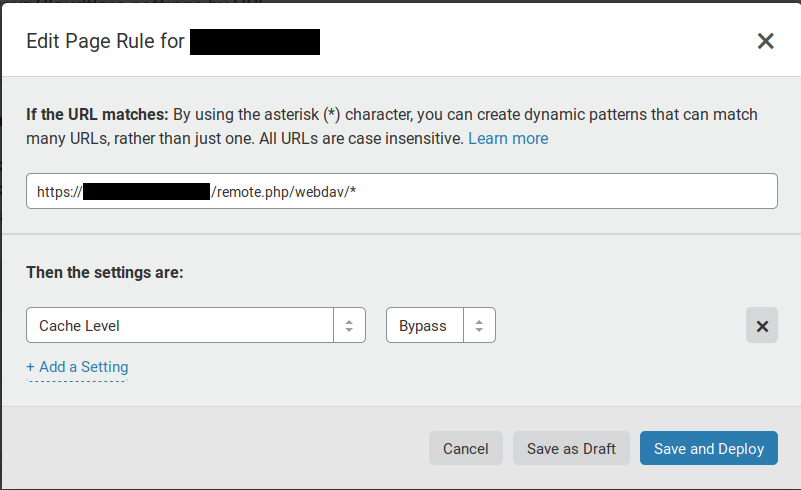 Edit Page Rule for
If the URL matches: By using the asterisk (*) character, you can create dynamic patterns that can match
many URLs, rather than just one. All URLs are case insensitive. Learn more
https:// /remote.php/webdav/*
Then the settings are:
Cache Level Bypass
+ Add a Setting
Cancel Save as Draft Save and Deploy